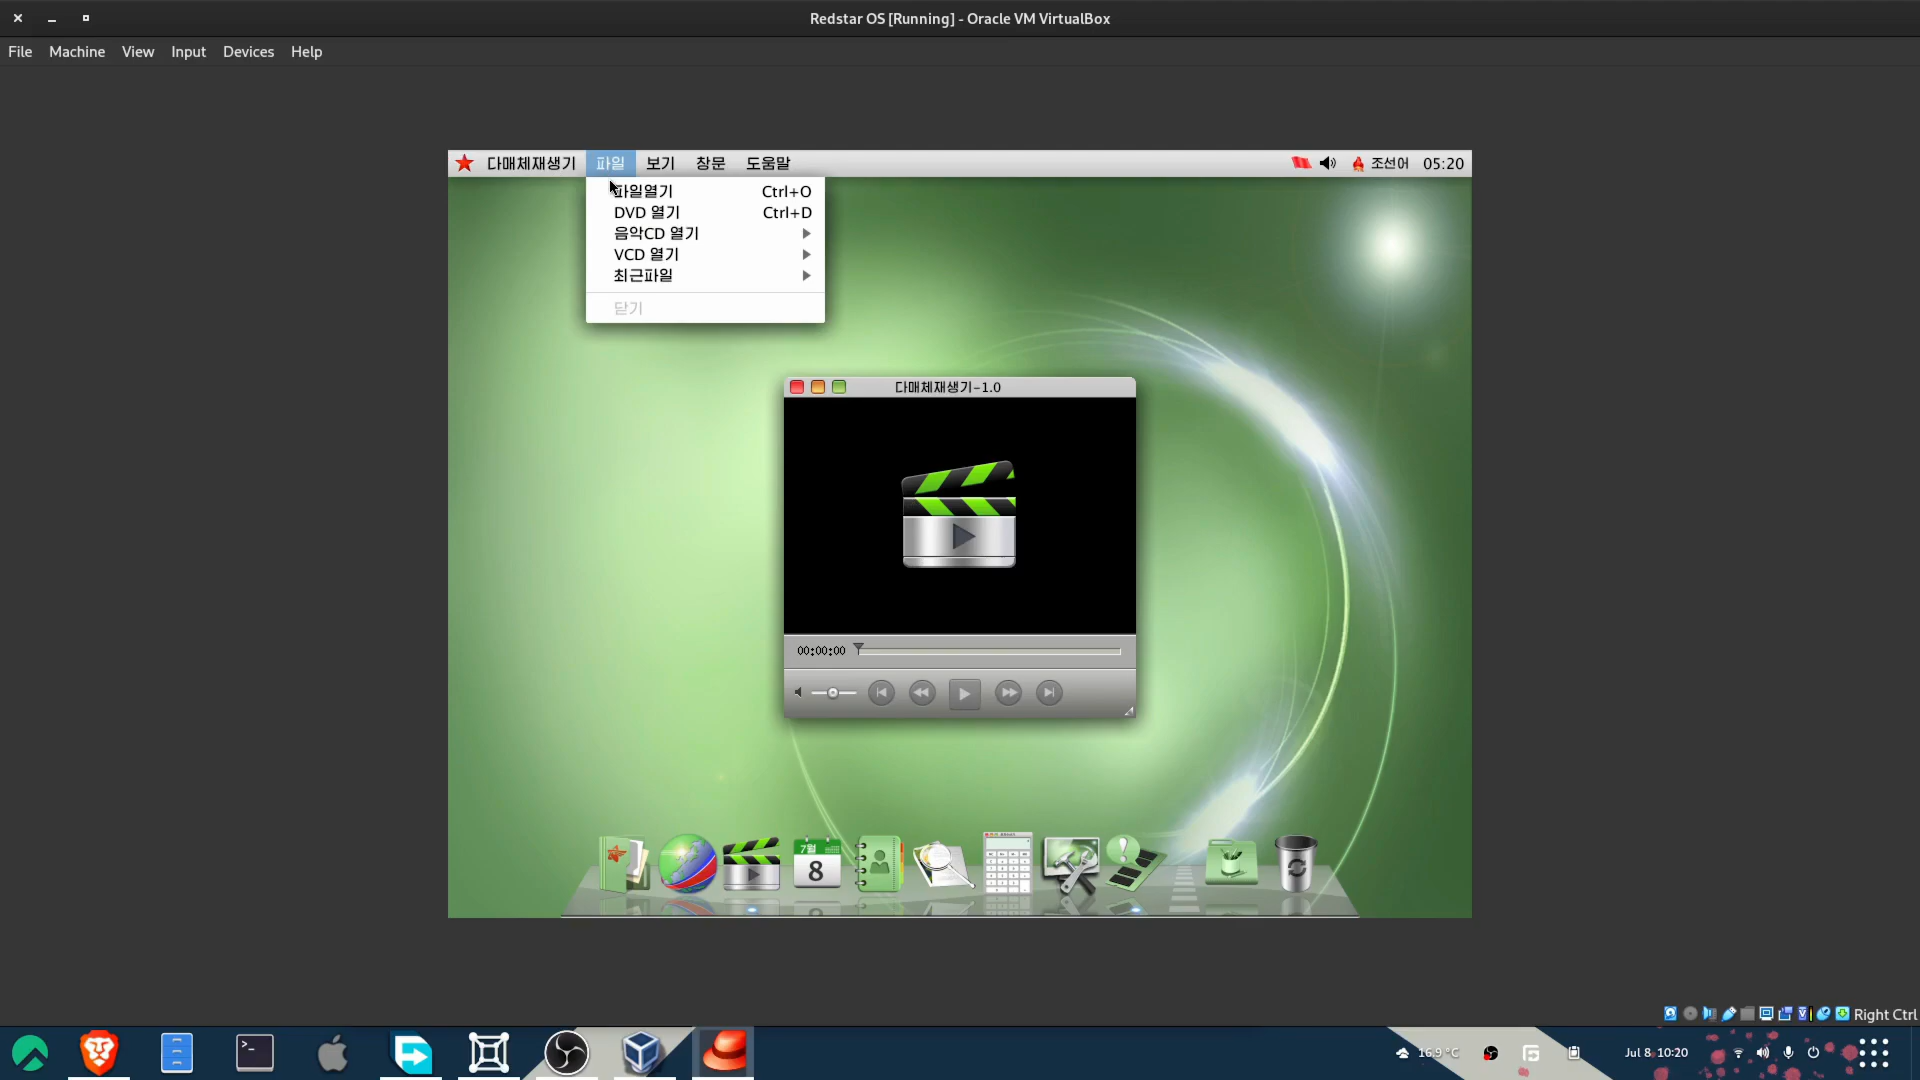 Redstar OS [Running] - Oracle VM VirtualBox
File Machine View Input Devices Help
다매체재생기 파일 보기 창문 도움말 조선어 05:20
파일열기 Ctrl+O
DVD 열기 Ctrl+D
음악CD 열기
VCD 열기
최근파일
닫기
다매체재생기-1.0
00:00:00
7월
8
Right Ctrl
16.9 °C
Jul 8 10:20